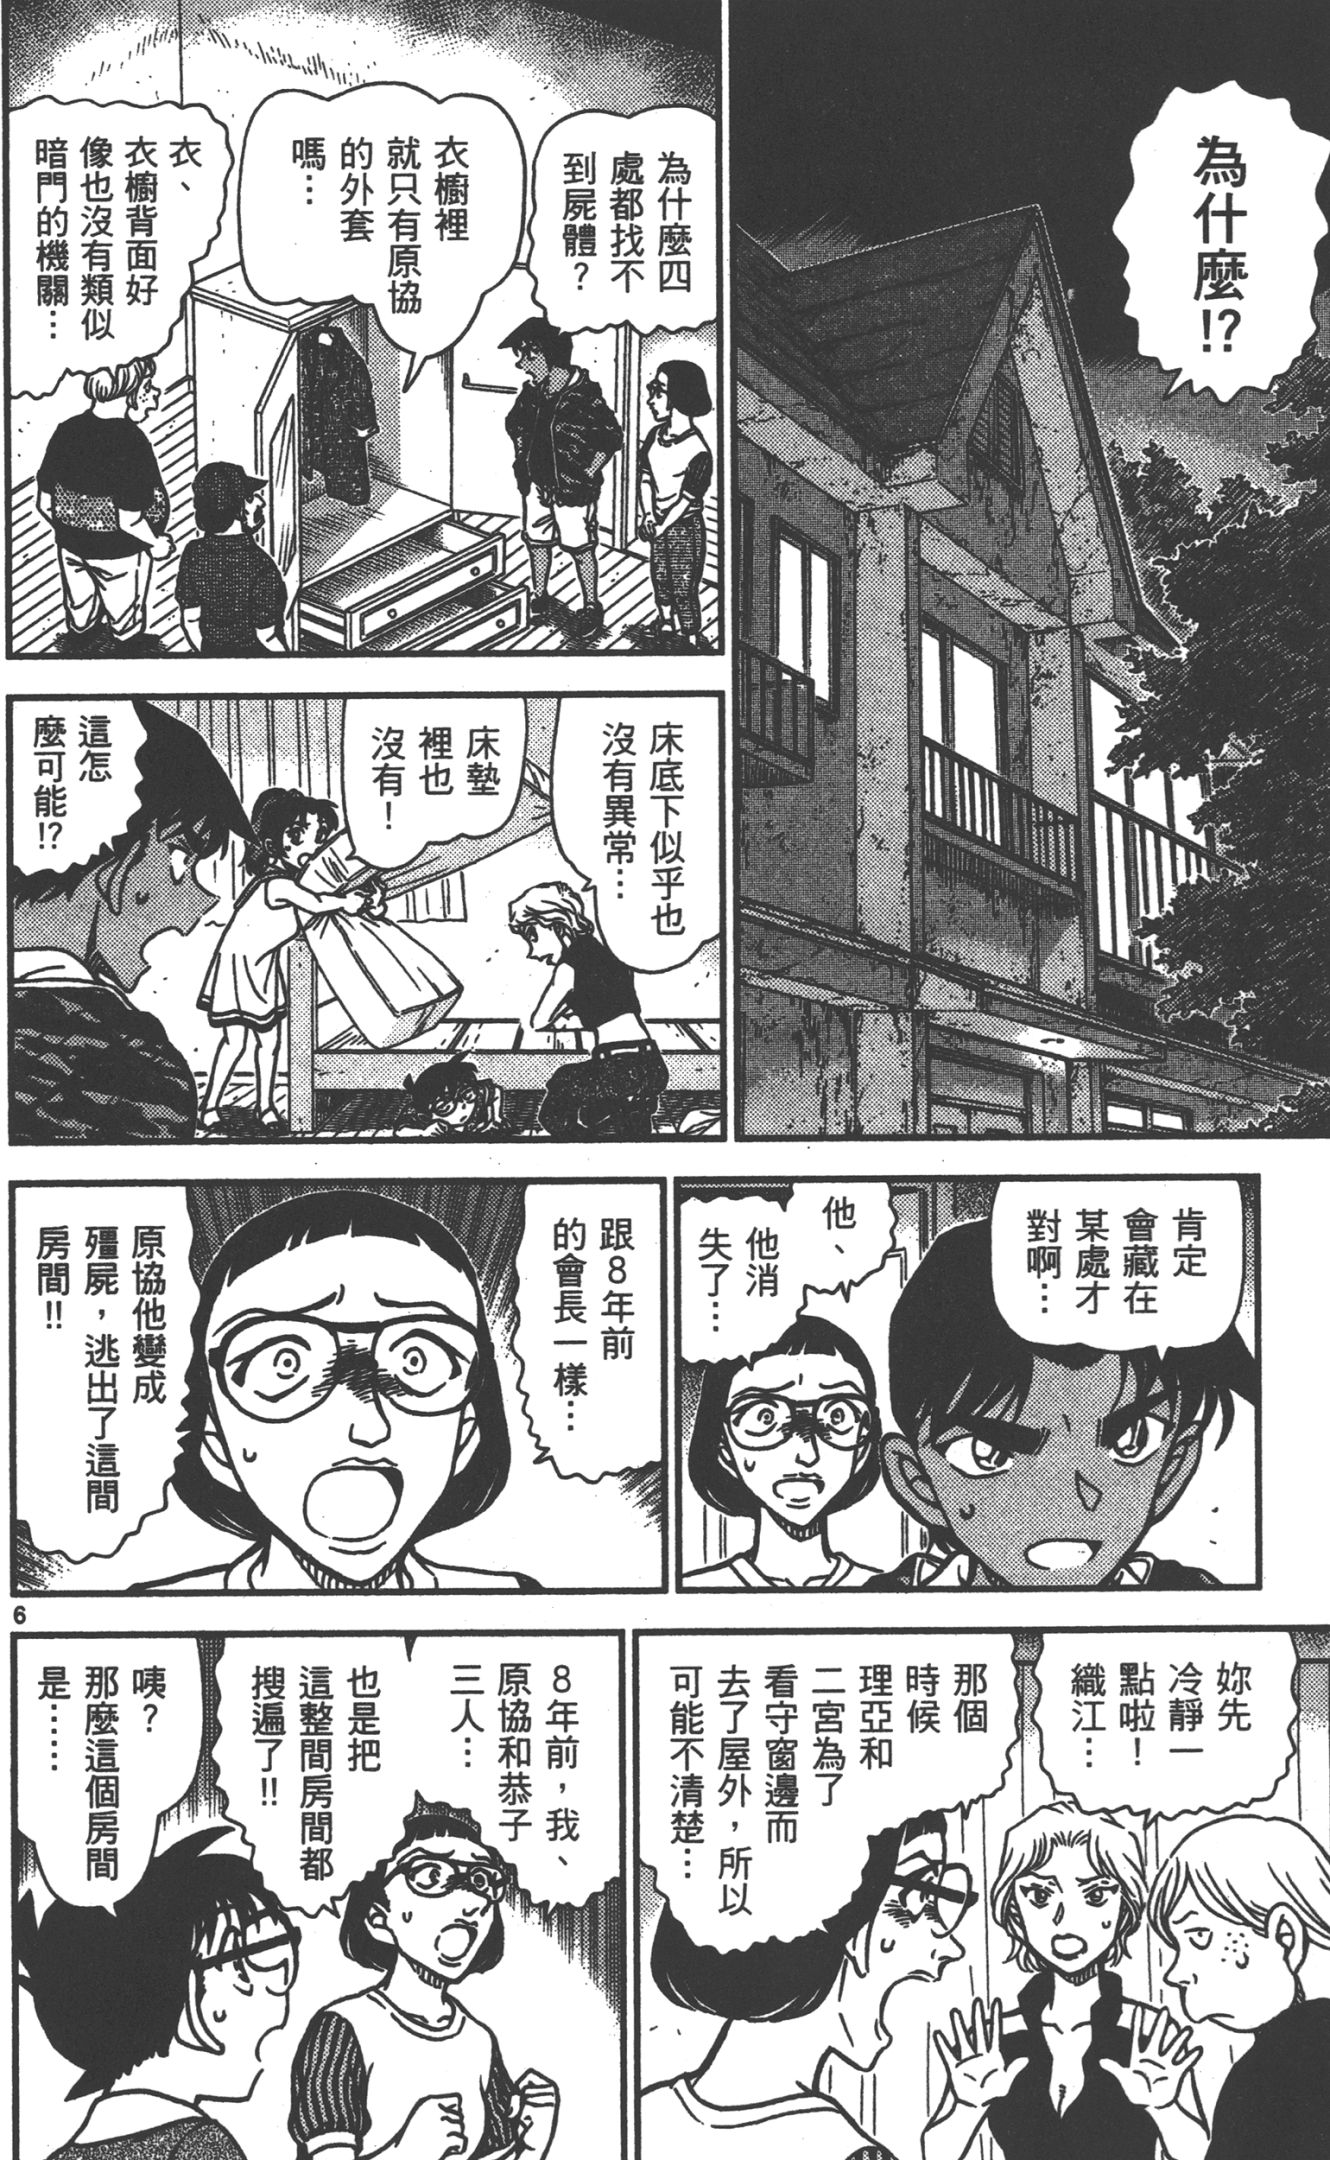 為什麼!?
為什麼四
處都找不
到屍體?
衣櫥裡
就只有原協
的外套
嗎…
衣、
衣櫥背面好
像也沒有類似
暗門的機關…
床底下似乎也
沒有異常…
床墊
裡也
沒有!
這怎
麼可能!?
肯定
會藏在
某處才
對啊…
他、
他消
失了…
跟8年前
的會長一樣…
原協他變成
殭屍,逃出了這間
房間!!
6
妳先
冷靜一
點啦!
織江…
那個
時候
理亞和
二宮為了
看守窗邊而
去了屋外,所以
可能不清楚…
8年前,我、
原協和恭子
三人…
也是把
這整間房間都
搜遍了!!
咦?
那麼這個房間
是……